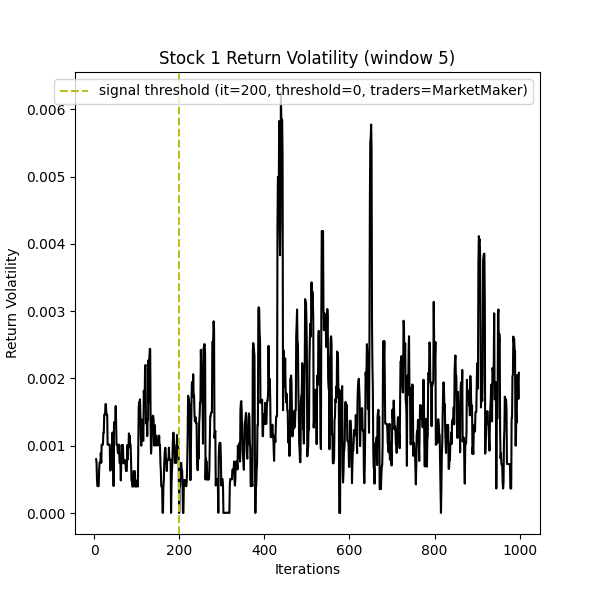 Stock 1 Return Volatility (window 5)
signal threshold (it=200, threshold=0, traders=MarketMaker)
0.006
0.005
0.004
0.003
0.002
0.001
0.000
Return Volatility
0 200 400 600 800 1000
Iterations